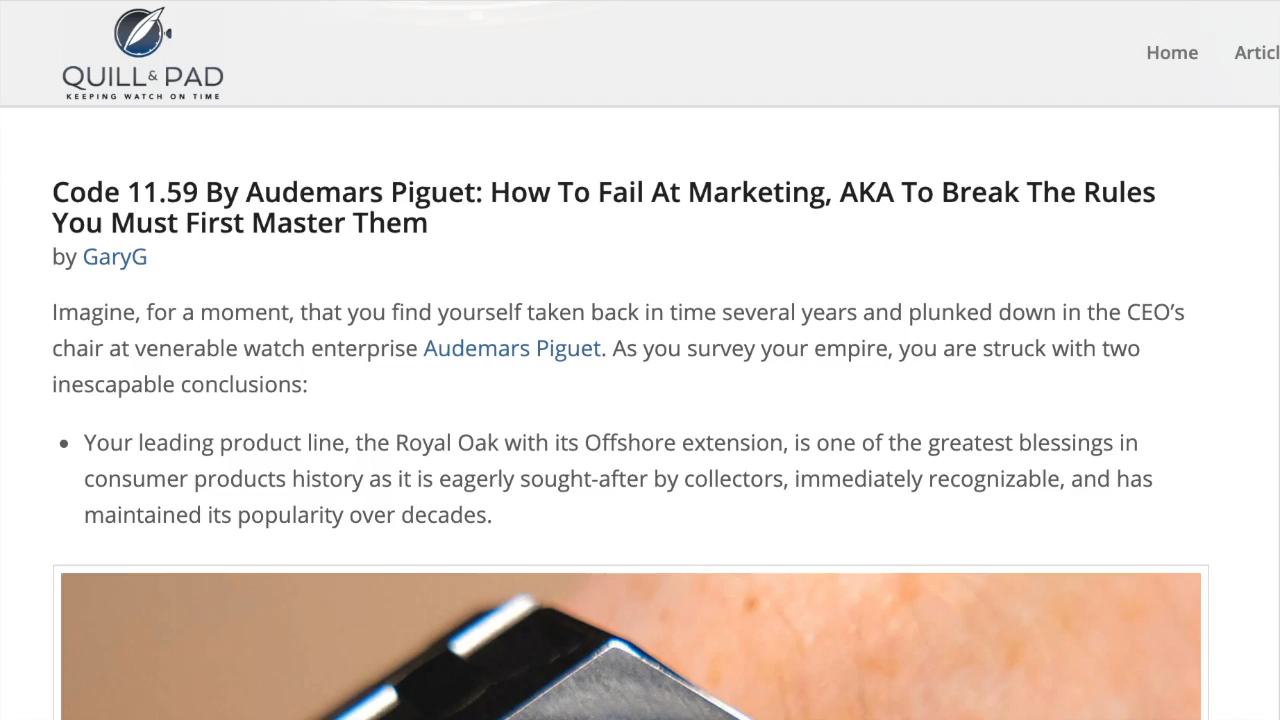 QUILL & PAD
KEEPING WATCH ON TIME
Home
Articl
Code 11.59 By Audemars Piguet: How To Fail At Marketing, AKA To Break The Rules
You Must First Master Them
by GaryG
Imagine, for a moment, that you find yourself taken back in time several years and plunked down in the CEO’s
chair at venerable watch enterprise Audemars Piguet. As you survey your empire, you are struck with two
inescapable conclusions:
• Your leading product line, the Royal Oak with its Offshore extension, is one of the greatest blessings in
consumer products history as it is eagerly sought-after by collectors, immediately recognizable, and has
maintained its popularity over decades.